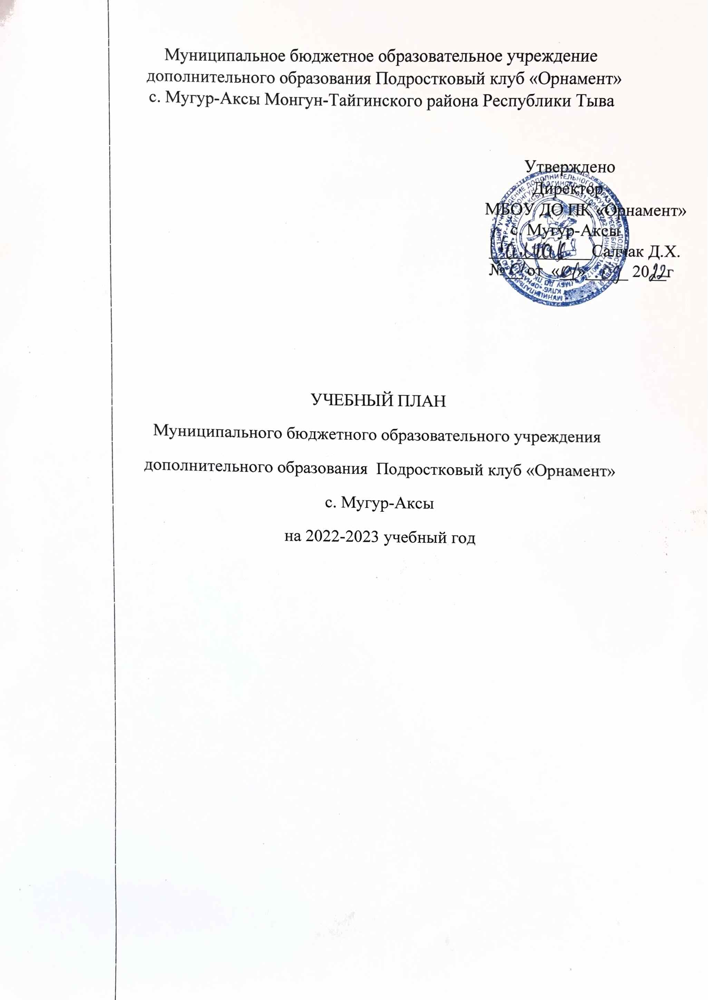 Муниципальное бюджетное образовательное учреждение
дополнительного образования Подростковый клуб «Орнамент»
с. Мугур-Аксы Монгун-Тайгинского района Республики Тыва
Утверждено
Директор
МБОУ ДО ПК «Орнамент»
с. Мугур-Аксы
Салчак Д.Х.
№ 01 от «01» 09 2022г
УЧЕБНЫЙ ПЛАН
Муниципального бюджетного образовательного учреждения
дополнительного образования Подростковый клуб «Орнамент»
с. Мугур-Аксы
на 2022-2023 учебный год